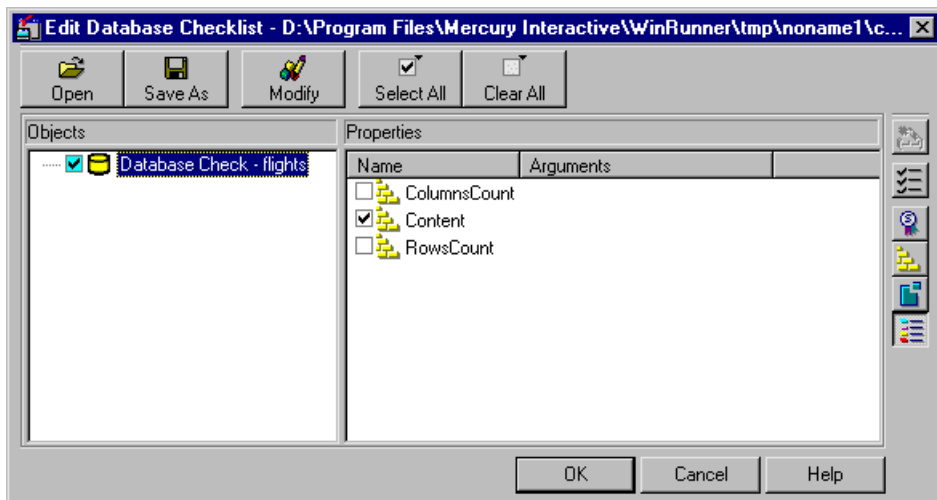 Edit Database Checklist - D:\Program Files\Mercury Interactive\WinRunner\tmp\noname1\c...
Open Save As Modify Select All Clear All
Objects Properties
Database Check - flights
Name Arguments
ColumnsCount
Content
RowsCount
OK Cancel Help